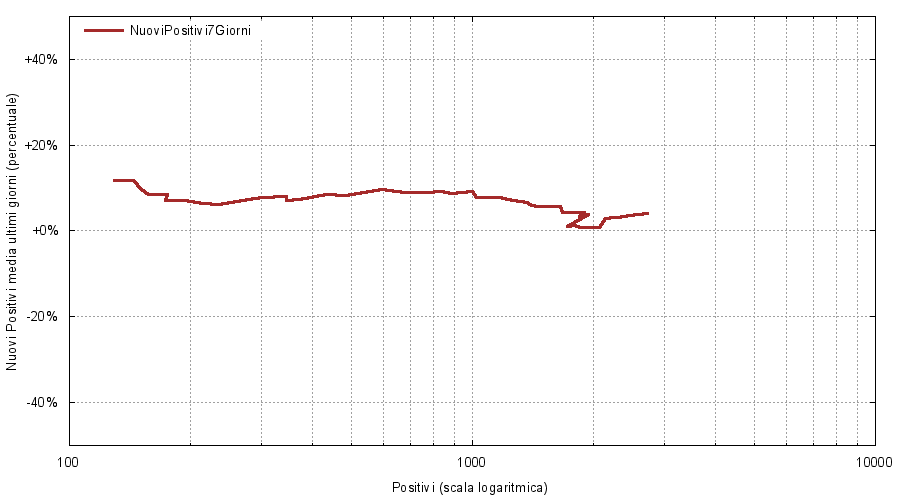 NuoviPositivi7Giorni
+40%
+20%
+0%
-20%
-40%
Nuovi Positivi media ultimi giorni (percentuale)
100
1000
10000
Positivi (scala logaritmica)